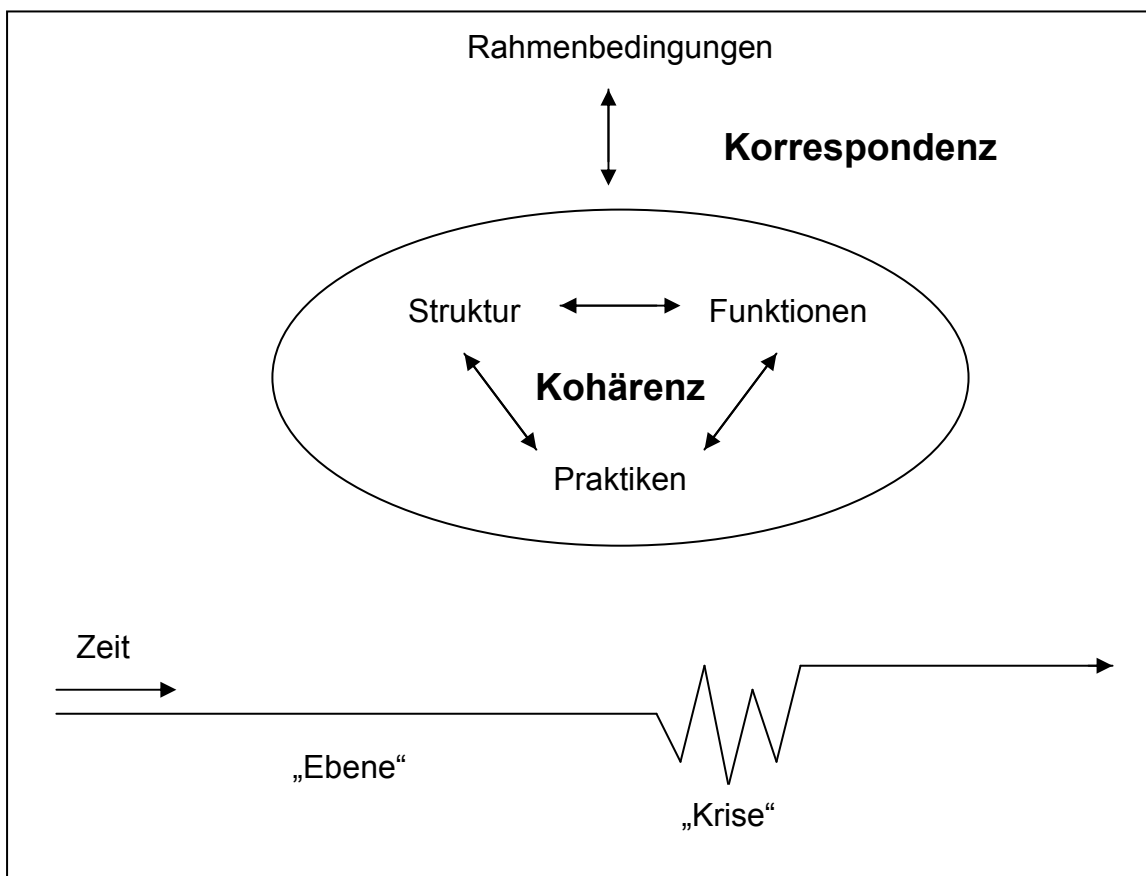 Rahmenbedingungen
Korrespondenz
Struktur
Funktionen
Kohärenz
Praktiken
Zeit
„Ebene“
„Krise“